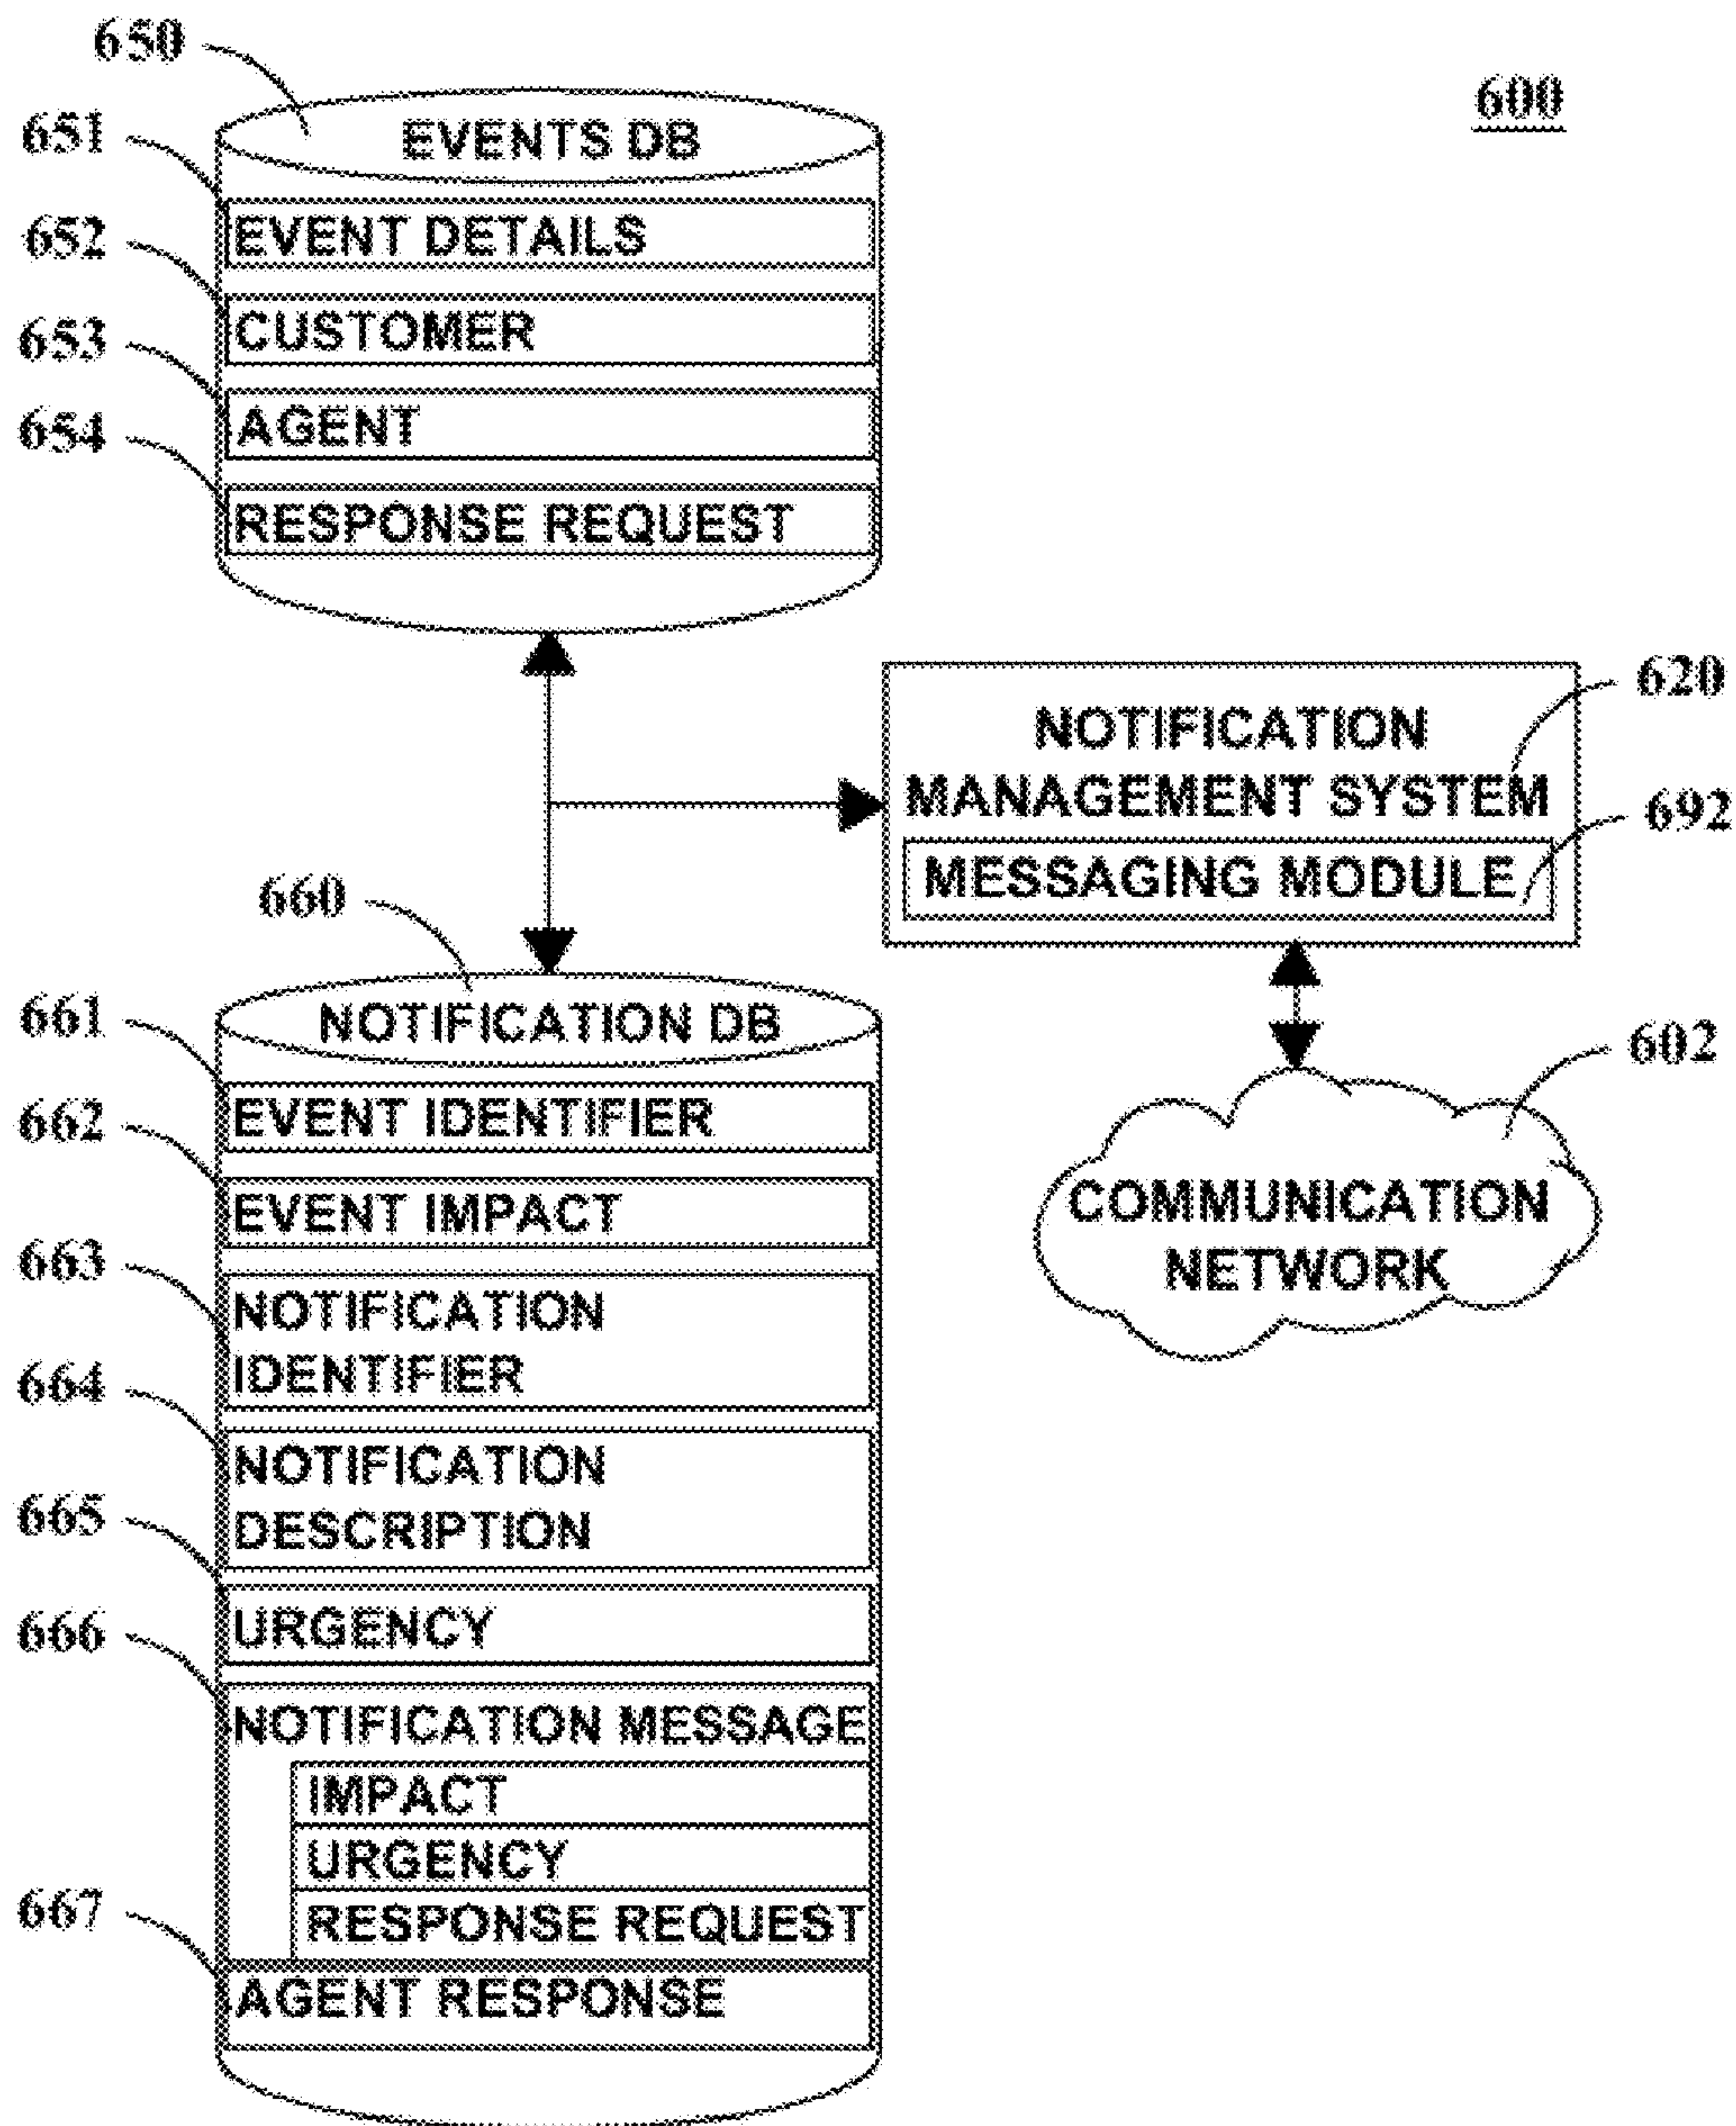 650
600
EVENTS DB
651
EVENT DETAILS
652
CUSTOMER
653
AGENT
654
RESPONSE REQUEST
620
NOTIFICATION
MANAGEMENT SYSTEM
692
MESSAGING MODULE
660
NOTIFICATION DB
661
EVENT IDENTIFIER
662
EVENT IMPACT
602
COMMUNICATION
NETWORK
663
NOTIFICATION
IDENTIFIER
664
NOTIFICATION
DESCRIPTION
665
URGENCY
666
NOTIFICATION MESSAGE
IMPACT
URGENCY
RESPONSE REQUEST
667
AGENT RESPONSE